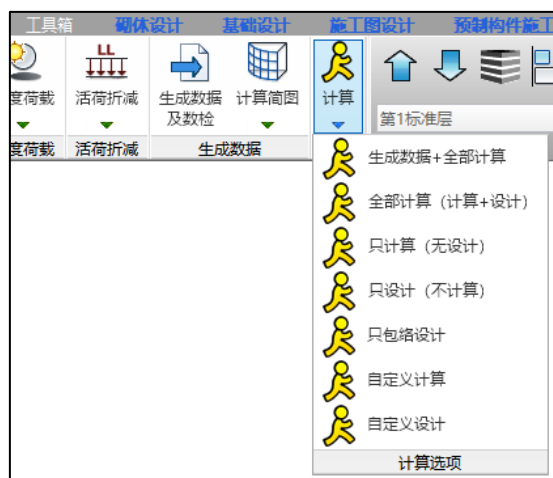 工具箱 砌体设计 基础设计 施工图设计 预制构件施工
LL
度荷载 活荷折减 生成数据及数检 计算简图 计算
第1标准层
度荷载 活荷折减 生成数据
生成数据+全部计算
全部计算（计算+设计）
只计算（无设计）
只设计（不计算）
只包络设计
自定义计算
自定义设计
计算选项